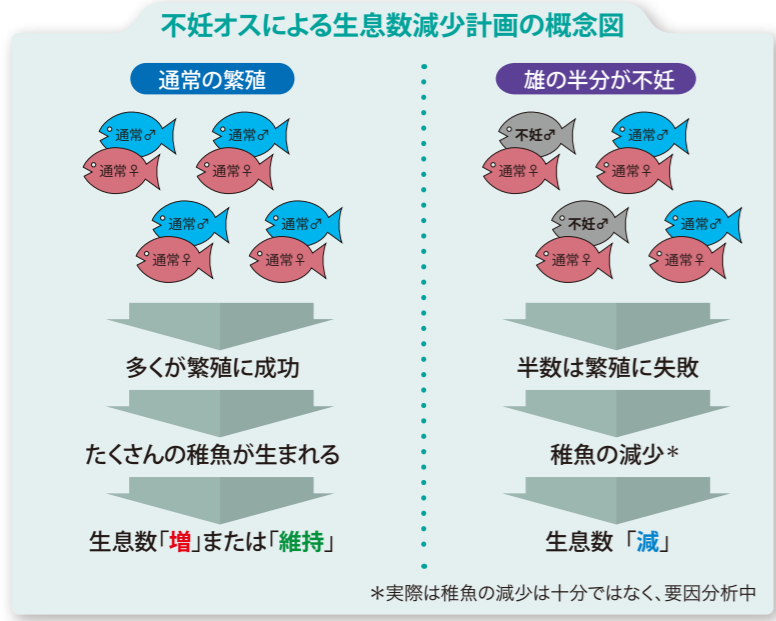 不妊オスによる生息数減少計画の概念図
通常の繁殖
通常♂
通常♂
通常♀
通常♀
通常♂
通常♂
通常♀
通常♀
多くが繁殖に成功
たくさんの稚魚が生まれる
生息数「増」または「維持」
雄の半分が不妊
不妊♂
通常♂
通常♀
通常♀
不妊♂
通常♂
通常♀
通常♀
半数は繁殖に失敗
稚魚の減少*
生息数「減」
*実際は稚魚の減少は十分ではなく、要因分析中